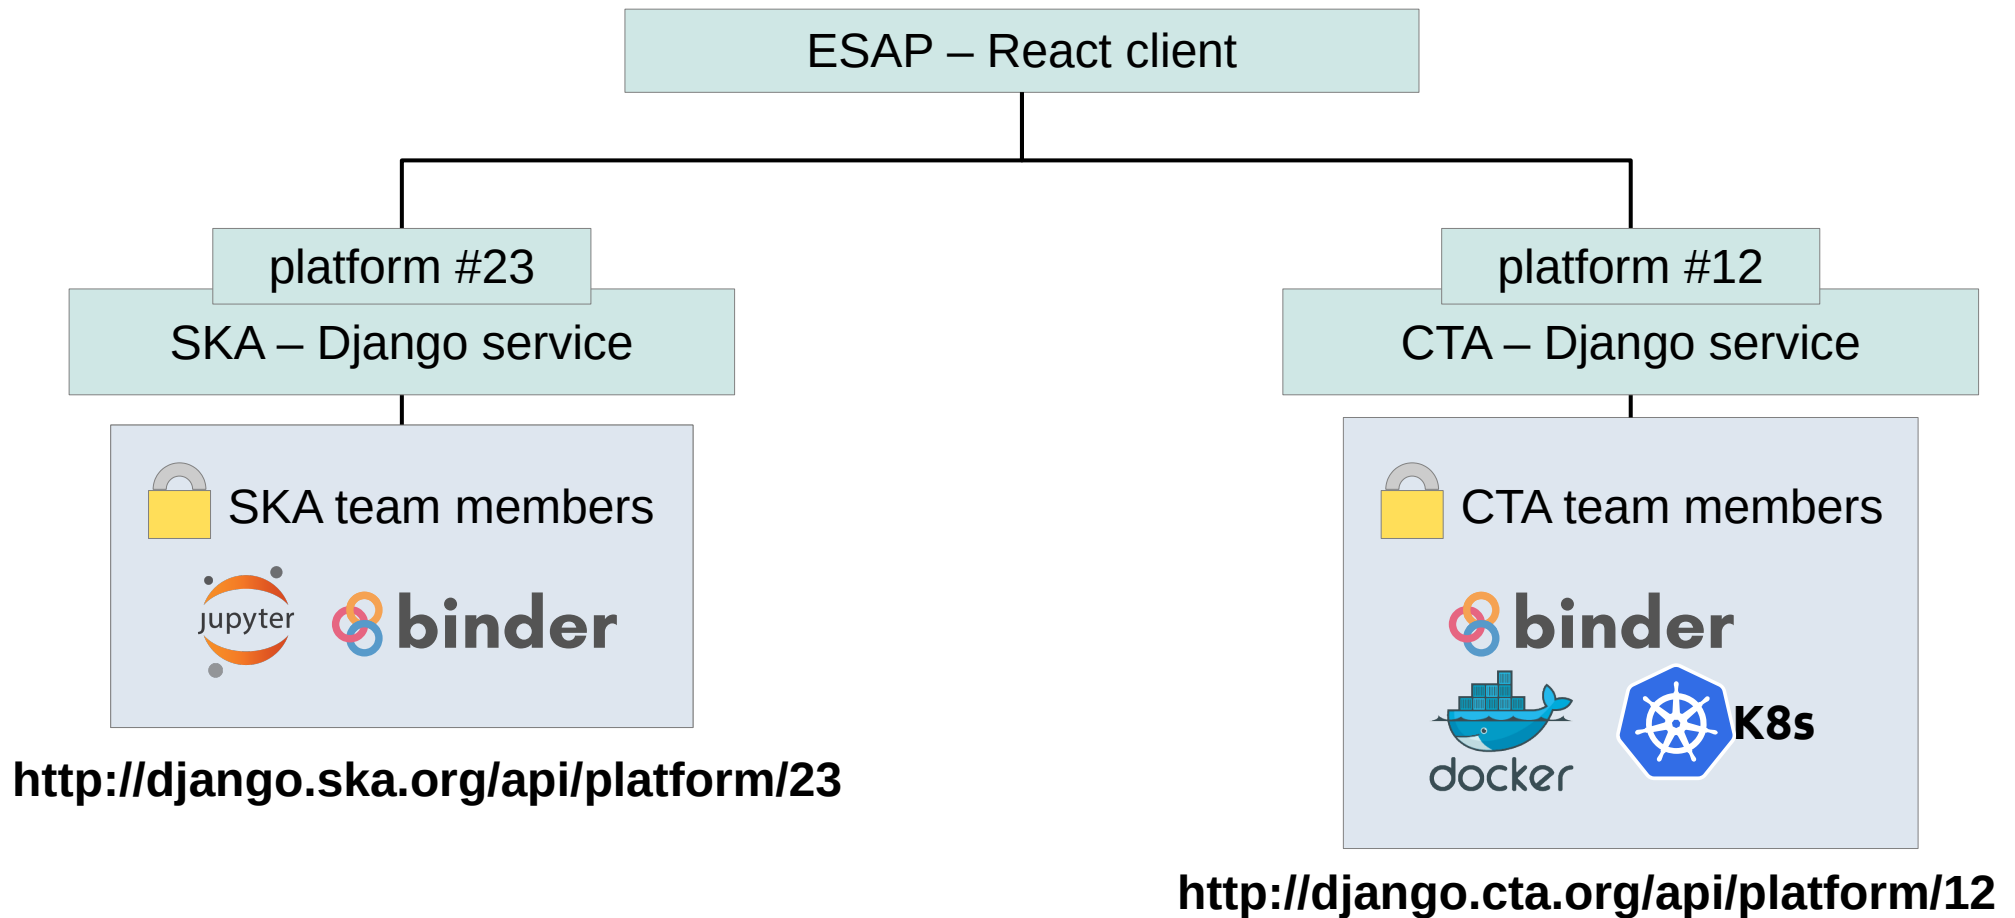 ESAP – React client
platform #23
SKA – Django service
SKA team members
jupyter
binder
http://django.ska.org/api/platform/23
platform #12
CTA – Django service
CTA team members
binder
docker
K8s
http://django.cta.org/api/platform/12